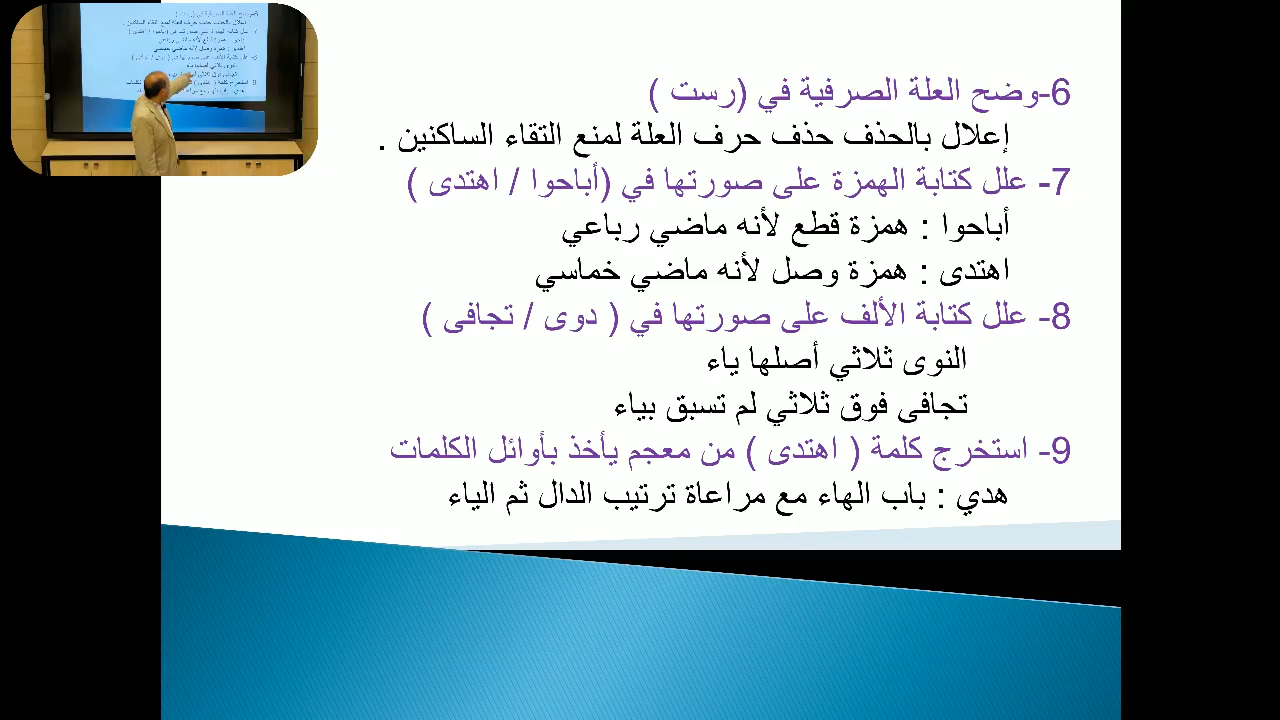 6-وضح العلة الصرفية في (رست )
إعلال بالحذف حذف حرف العلة لمنع التقاء الساكنين .
7- علل كتابة الهمزة على صورتها في (أباحوا / اهتدى )
أباحوا : همزة قطع لأنه ماضي رباعي
اهتدى : همزة وصل لأنه ماضي خماسي
8- علل كتابة الألف على صورتها في ( دوى / تجافى )
النوى ثلاثي أصلها ياء
تجافى فوق ثلاثي لم تسبق بياء
9- استخرج كلمة ( اهتدى ) من معجم يأخذ بأوائل الكلمات
هدي : باب الهاء مع مراعاة ترتيب الدال ثم الياء